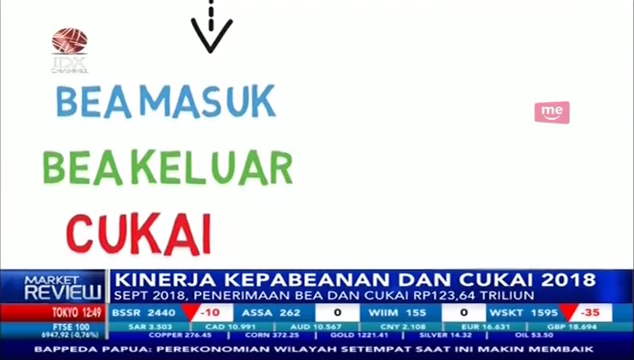 IDX
CHANNEL
BEA MASUK
me
BEA KELUAR
CUKAI
MARKET
REVIEW
KINERJA KEPABEANAN DAN CUKAI 2018
SEPT 2018, PENERIMAAN BEA DAN CUKAI RP123,64 TRILIUN
TOKYO 12:49 BSSR 2440 -10 ASSA 262 0 WIIM 155 0 WSKT 1595 -35
FTSE 100 SAR 3.503 CAD 10.991 AUD 10.567 CNY 2.108 EUR 16.631 GBP 18.694
6947,92 (-0,76%) COPPER 276.45 CORN 372.25 GOLD 1221.41 SILVER 14.32 OIL 53.50
BAPPEDA PAPUA: PEREKONOMIAN WILAYAH SETEMPAT SAAT INI MAKIN MEMBAIK